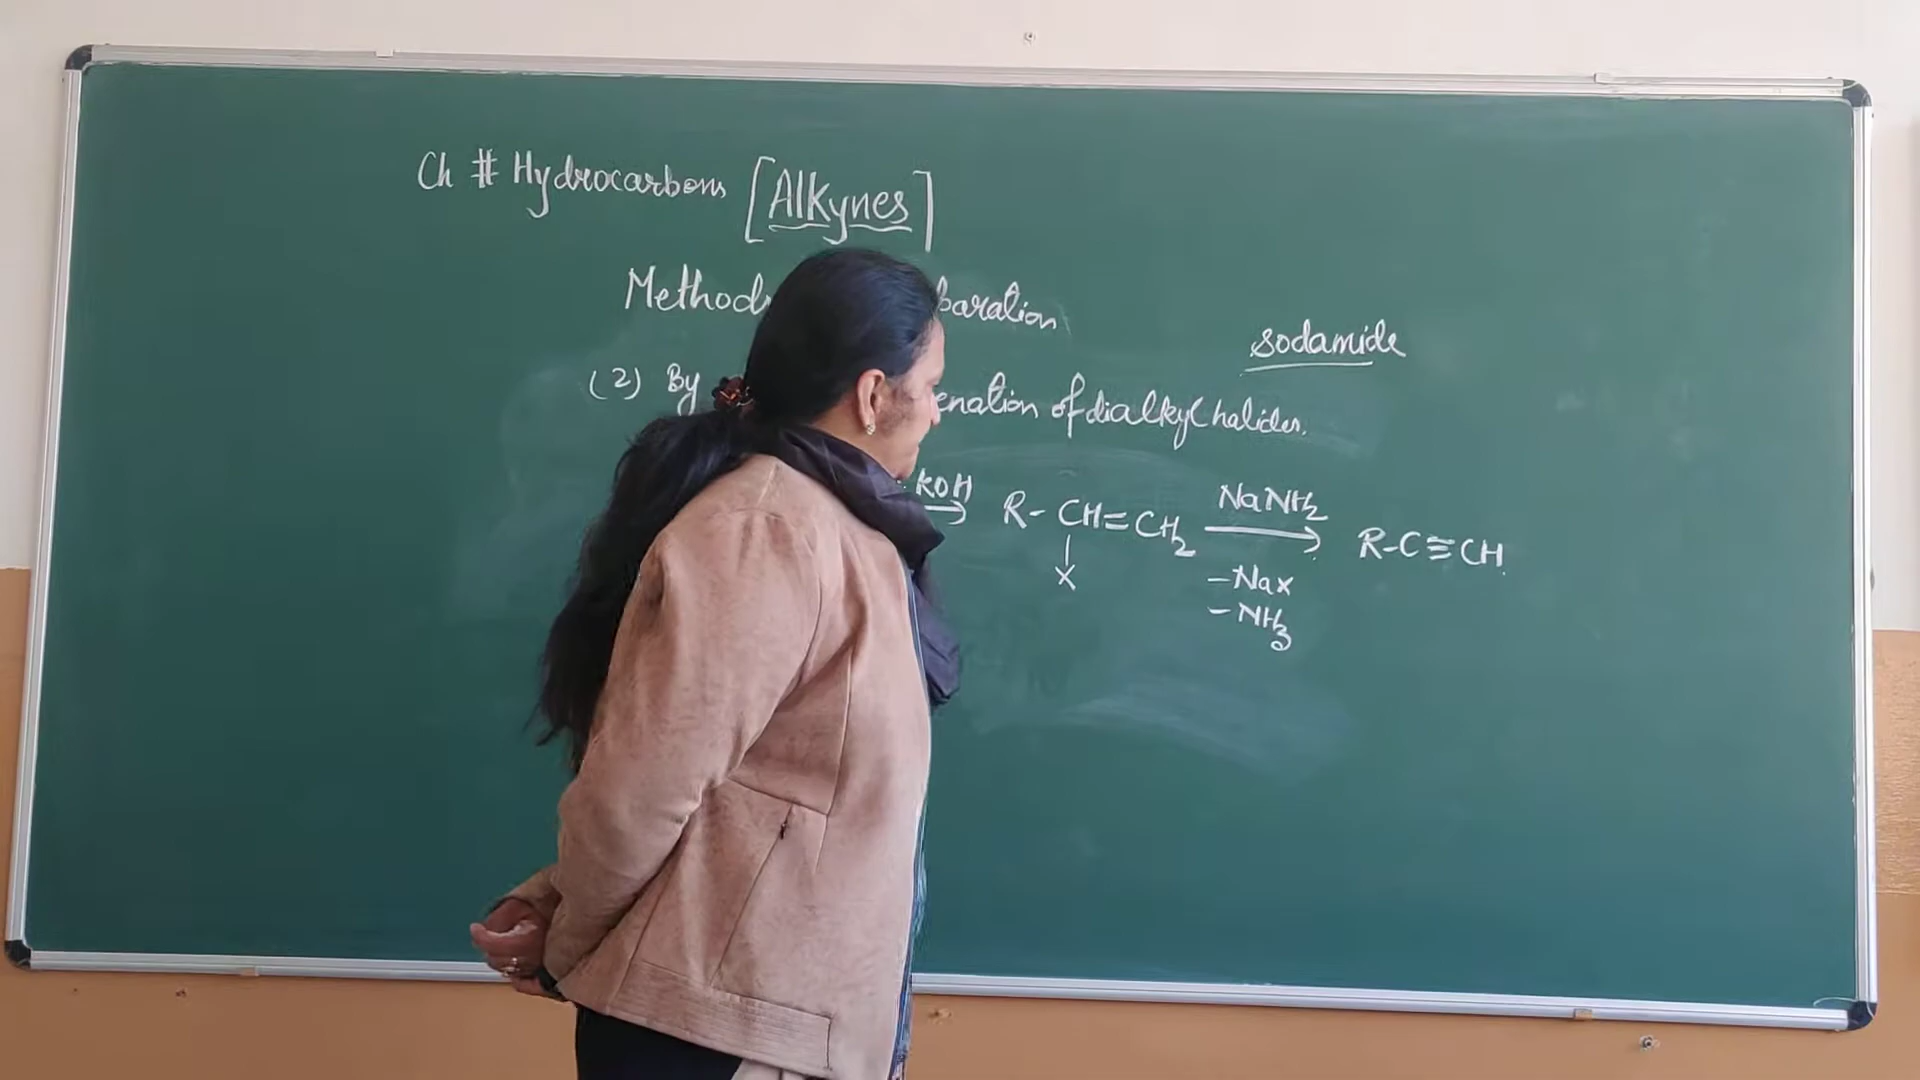 Ch # Hydrocarbons [Alkynes]
Methods paration
sodamide
(2) By enation of dialkyl halides.
KOH R-CH=CH2 NaNH2 R-C≡CH
X
-Nax
-NH3